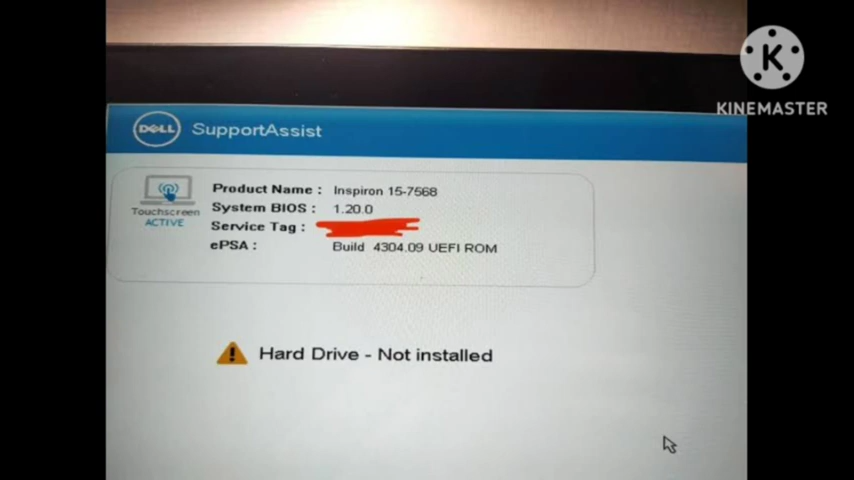 K
KINEMASTER
DELL SupportAssist
Touchscreen
ACTIVE
Product Name : Inspiron 15-7568
System BIOS : 1.20.0
Service Tag :
ePSA : Build 4304.09 UEFI ROM
Hard Drive - Not installed